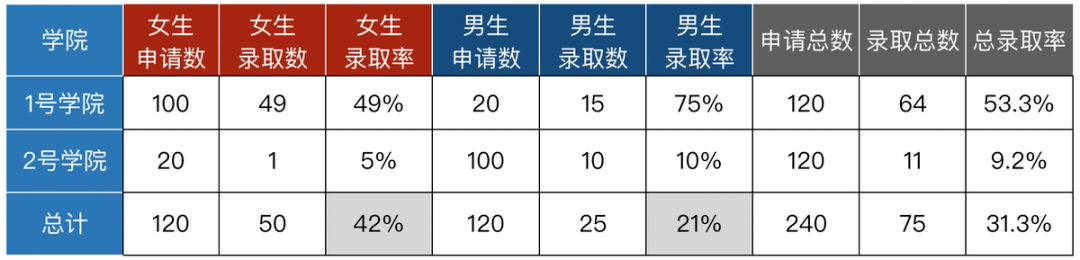 学院 女生申请数 女生录取数 女生录取率 男生申请数 男生录取数 男生录取率 申请总数 录取总数 总录取率
1号学院 100 49 49% 20 15 75% 120 64 53.3%
2号学院 20 1 5% 100 10 10% 120 11 9.2%
总计 120 50 42% 120 25 21% 240 75 31.3%